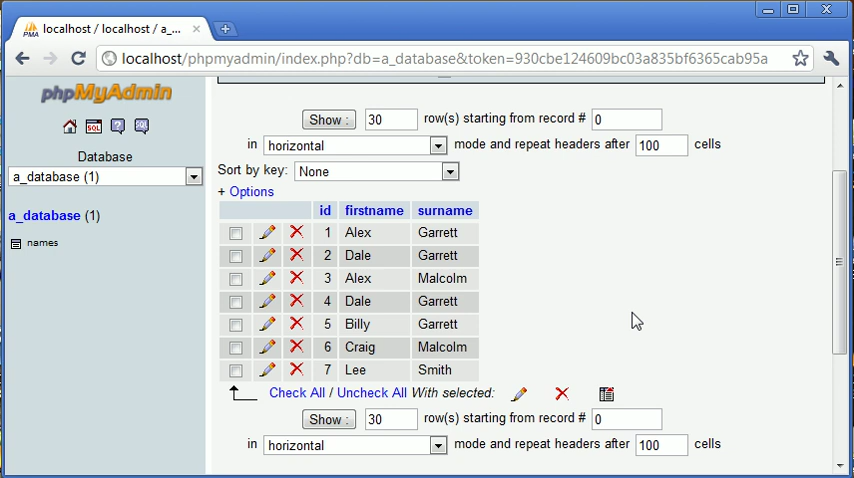 localhost / localhost / a_...
PMA
localhost/phpmyadmin/index.php?db=a_database&token=930cbe124609bc03a835bf6365cab95a
phpMyAdmin
SQL
Database
a_database (1)
a_database (1)
names
Show : 30 row(s) starting from record # 0
in horizontal mode and repeat headers after 100 cells
Sort by key: None
+ Options
id firstname surname
1 Alex Garrett
2 Dale Garrett
3 Alex Malcolm
4 Dale Garrett
5 Billy Garrett
6 Craig Malcolm
7 Lee Smith
Check All / Uncheck All With selected:
Show : 30 row(s) starting from record # 0
in horizontal mode and repeat headers after 100 cells